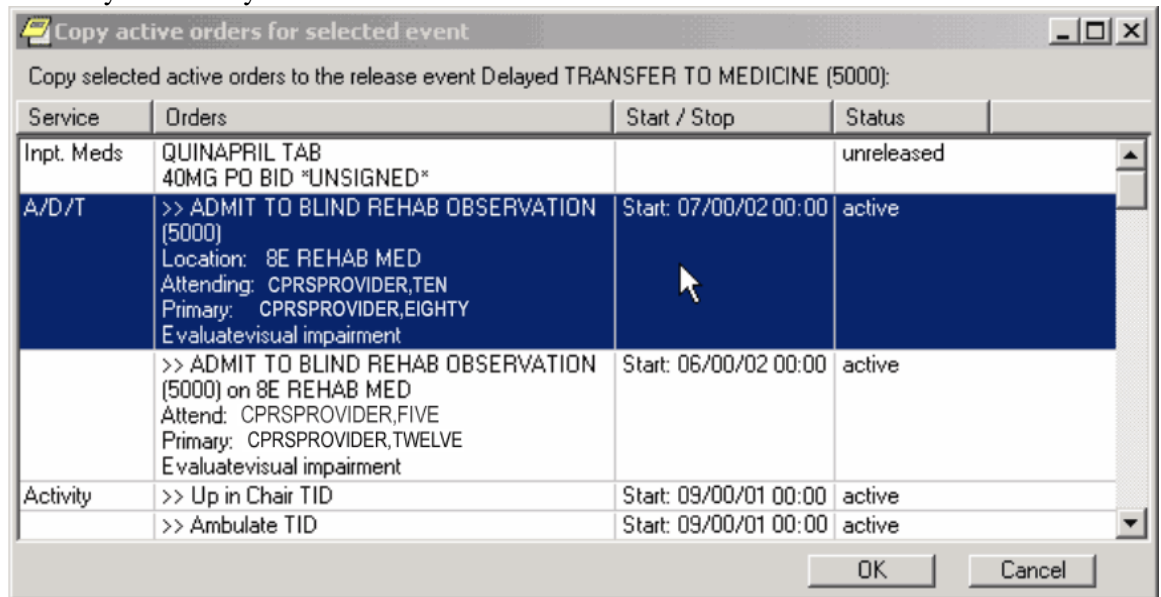 Copy active orders for selected event
Copy selected active orders to the release event Delayed TRANSFER TO MEDICINE (5000):
Service Orders Start / Stop Status
Inpt. Meds QUINAPRIL TAB unreleased
40MG PO BID *UNSIGNED*
A/D/T >> ADMIT TO BLIND REHAB OBSERVATION Start: 07/00/02 00:00 active
(5000)
Location: 8E REHAB MED
Attending: CPRSPROVIDER,TEN
Primary: CPRSPROVIDER,EIGHTY
Evaluatevisual impairment
>> ADMIT TO BLIND REHAB OBSERVATION Start: 06/00/02 00:00 active
(5000) on 8E REHAB MED
Attend: CPRSPROVIDER,FIVE
Primary: CPRSPROVIDER,TWELVE
Evaluatevisual impairment
Activity >> Up in Chair TID Start: 09/00/01 00:00 active
>> Ambulate TID Start: 09/00/01 00:00 active
OK Cancel